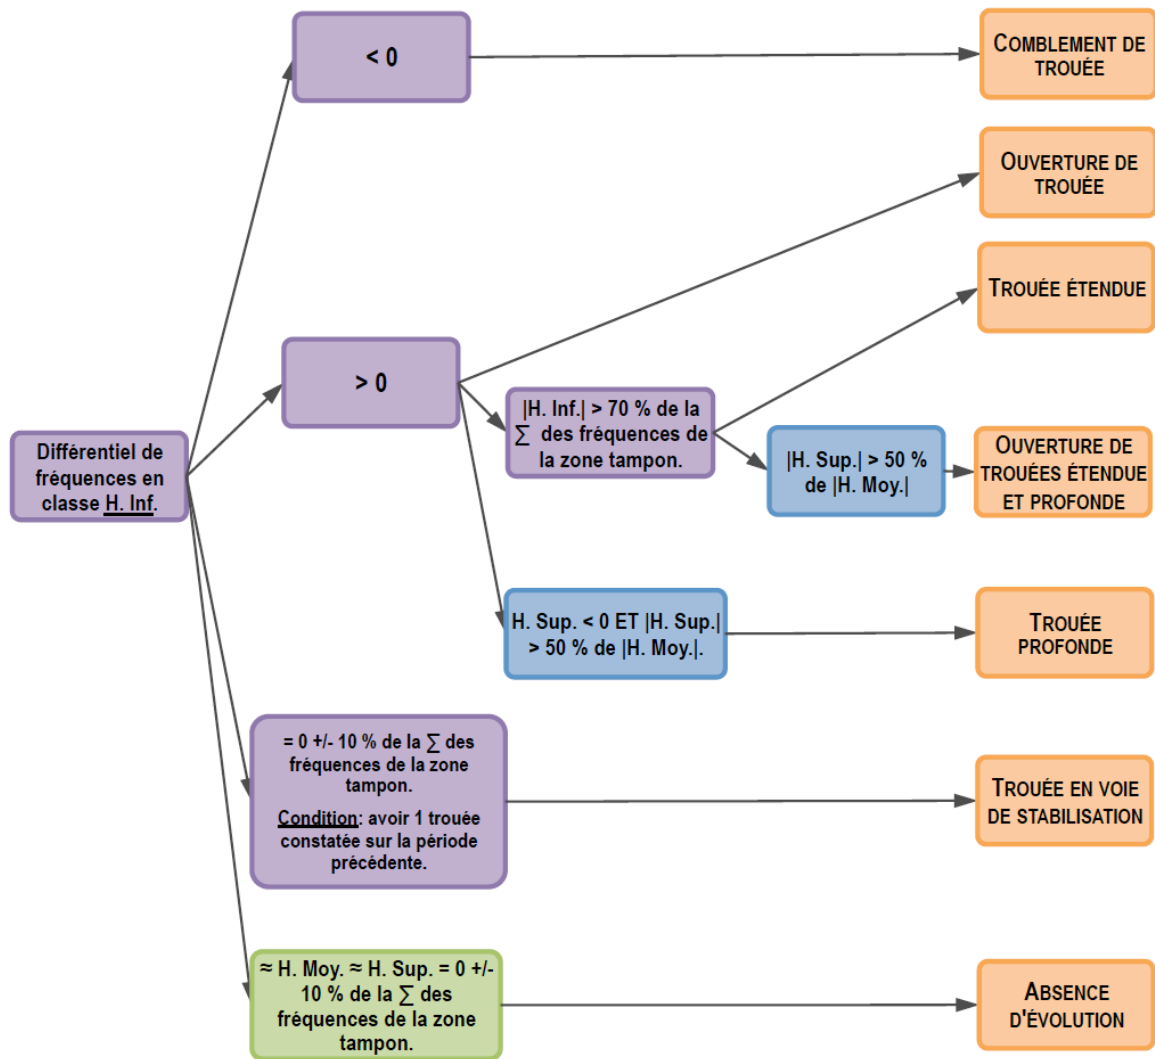 < 0
COMBLEMENT DE
TROUÉE
OUVERTURE DE
TROUÉE
TROUÉE ÉTENDUE
> 0
|H. Inf.| > 70 % de la
∑ des fréquences de
la zone tampon.
Différentiel de
fréquences en
classe H. Inf.
|H. Sup.| > 50 %
de |H. Moy.|
OUVERTURE DE
TROUÉES ÉTENDUE
ET PROFONDE
H. Sup. < 0 ET |H. Sup.|
> 50 % de |H. Moy.|.
TROUÉE
PROFONDE
= 0 +/- 10 % de la ∑ des
fréquences de la zone
tampon.
Condition: avoir 1 trouée
constatée sur la période
précédente.
TROUÉE EN VOIE
DE STABILISATION
≈ H. Moy. ≈ H. Sup. = 0 +/-
10 % de la ∑ des
fréquences de la zone
tampon.
ABSENCE
D'ÉVOLUTION